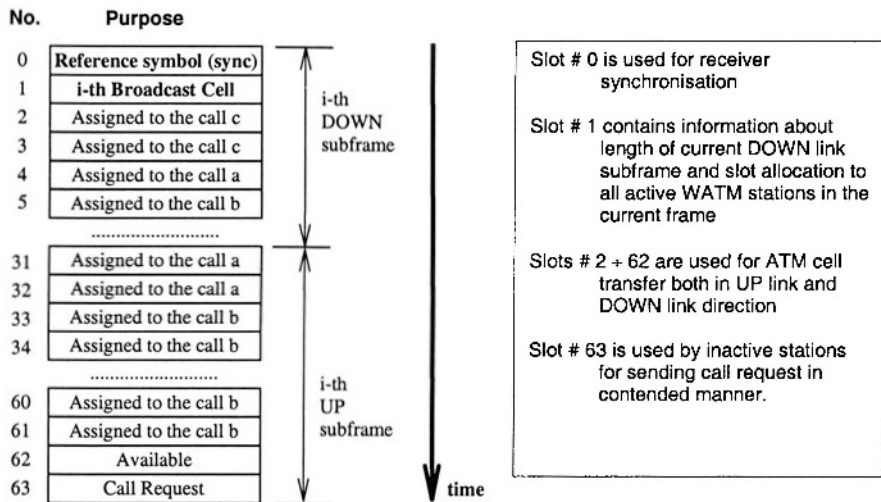 No. Purpose
0 Reference symbol (sync)
1 i-th Broadcast Cell
2 Assigned to the call c
3 Assigned to the call c
4 Assigned to the call a
5 Assigned to the call b
..........................
31 Assigned to the call a
32 Assigned to the call a
33 Assigned to the call b
34 Assigned to the call b
..........................
60 Assigned to the call b
61 Assigned to the call b
62 Available
63 Call Request
i-th
DOWN
subframe
i-th
UP
subframe
time
Slot # 0 is used for receiver
synchronisation
Slot # 1 contains information about
length of current DOWN link
subframe and slot allocation to
all active WATM stations in the
current frame
Slots # 2 ÷ 62 are used for ATM cell
transfer both in UP link and
DOWN link direction
Slot # 63 is used by inactive stations
for sending call request in
contended manner.